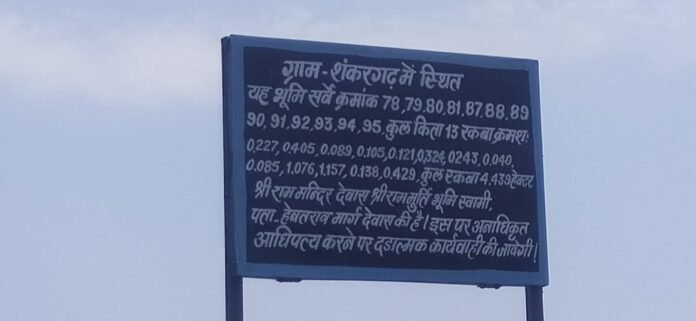 ग्राम-शंकरगढ़ में स्थित
यह भूमि सर्वे क्रमांक 78,79,80,81,87,88,89
90,91,92,93,94,95. कुल किता 13 रकबा क्रमशः
0,227, 0,405, 0.089, 0.105, 0.121, 0,324, 0243, 0.040,
0.085, 1.076, 1,157, 0.138, 0.429, कुल रकबा 4,439 हेक्टर
श्री राम मन्दिर देवास श्रीराममुर्ति भूमि स्वामी.
पता-हेबतराव मार्ग देवास की है। इस पर अनाधिकृत
आधिपत्य करने पर दडात्मक कार्यवाही की जावेगी!